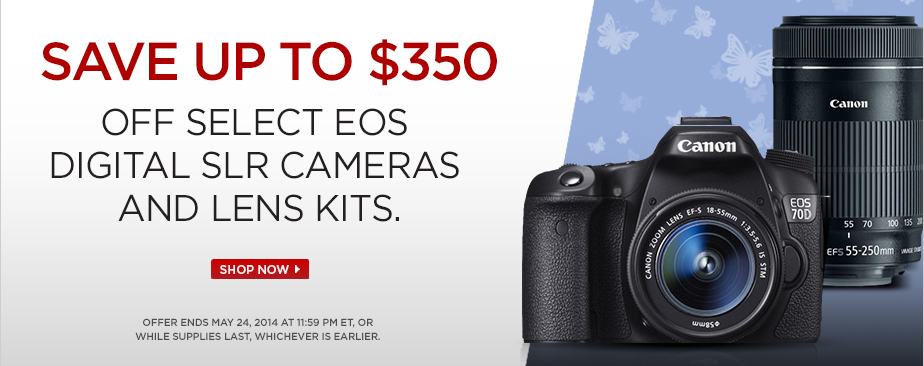 SAVE UP TO $350
OFF SELECT EOS
DIGITAL SLR CAMERAS
AND LENS KITS.
SHOP NOW
OFFER ENDS MAY 24, 2014 AT 11:59 PM ET, OR
WHILE SUPPLIES LAST, WHICHEVER IS EARLIER.
Canon
EOS
70D
CANON ZOOM LENS EF-S 18-55mm 1:3.5-5.6 IS STM
ø58mm
Canon
55 70 100 135
EFS 55-250mm